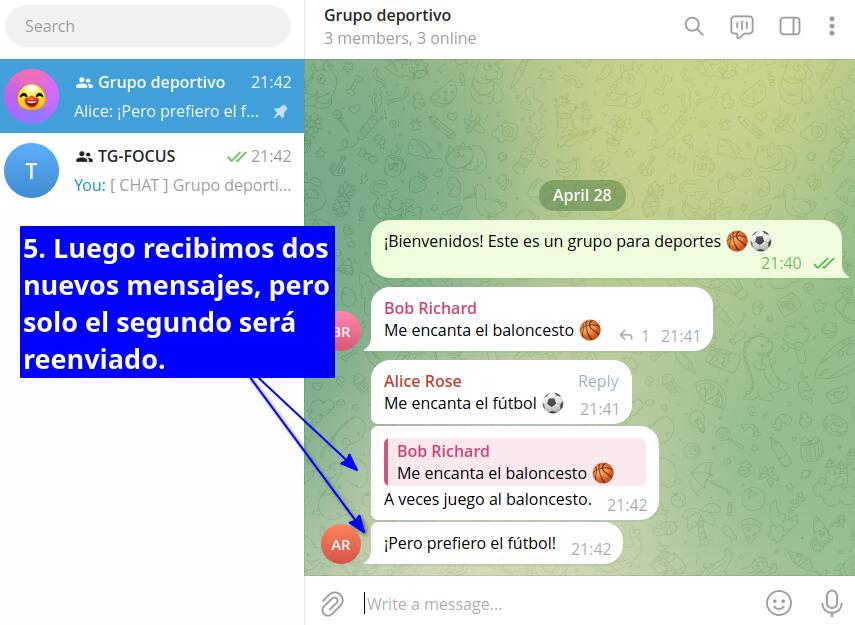 Search
Grupo deportivo
3 members, 3 online
Grupo deportivo 21:42
Alice: ¡Pero prefiero el f...
TG-FOCUS 21:42
T
You: [ CHAT ] Grupo deporti...
5. Luego recibimos dos
nuevos mensajes, pero
solo el segundo será
reenviado.
April 28
¡Bienvenidos! Este es un grupo para deportes 🏀⚽
21:40
Bob Richard
BR
Me encanta el baloncesto 🏀 1 21:41
Alice Rose Reply
Me encanta el fútbol ⚽ 21:41
Bob Richard
Me encanta el baloncesto 🏀
A veces juego al baloncesto. 21:42
AR
¡Pero prefiero el fútbol! 21:42
Write a message...